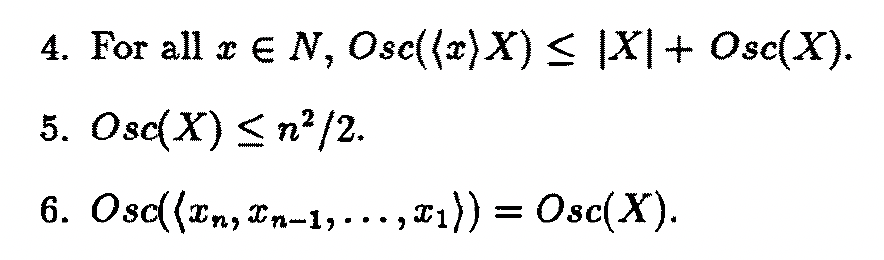 4. For all x ∈ N, Osc(⟨x⟩X) ≤ |X| + Osc(X).
5. Osc(X) ≤ n²/2.
6. Osc(⟨xₙ, xₙ₋₁, . . . , x₁⟩) = Osc(X).